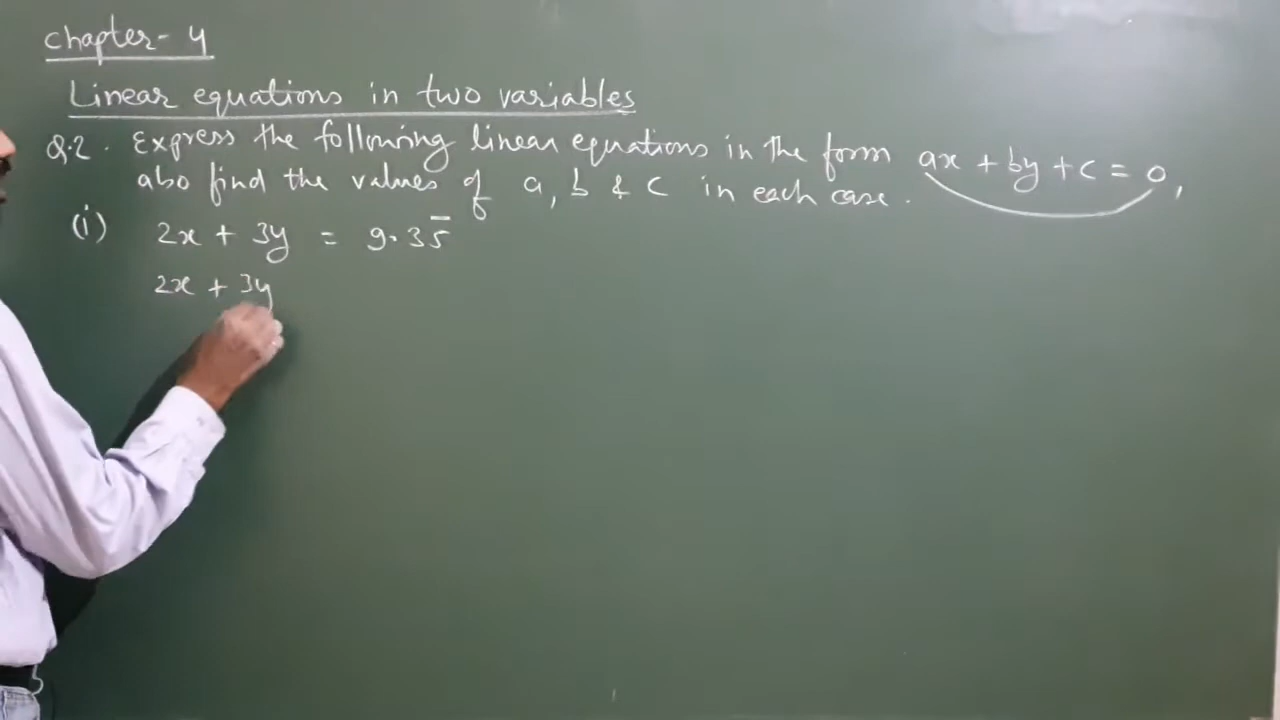 Chapter- 4
Linear equations in two variables
Q.2. Express the following linear equations in the form ax + by + c = 0,
also find the values of a, b & c in each case.
(i) 2x + 3y = 9.35̅
2x + 3y